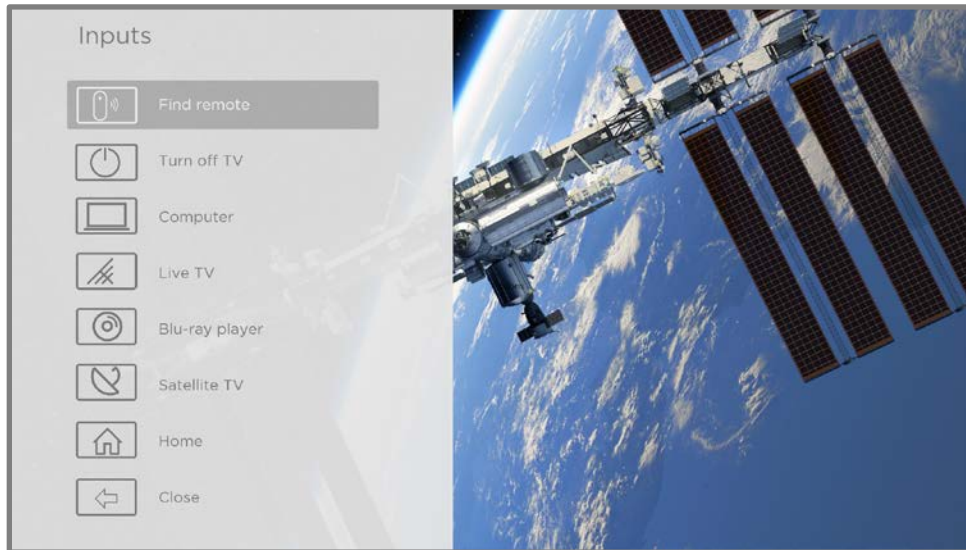 Inputs
Find remote
Turn off TV
Computer
Live TV
Blu-ray player
Satellite TV
Home
Close